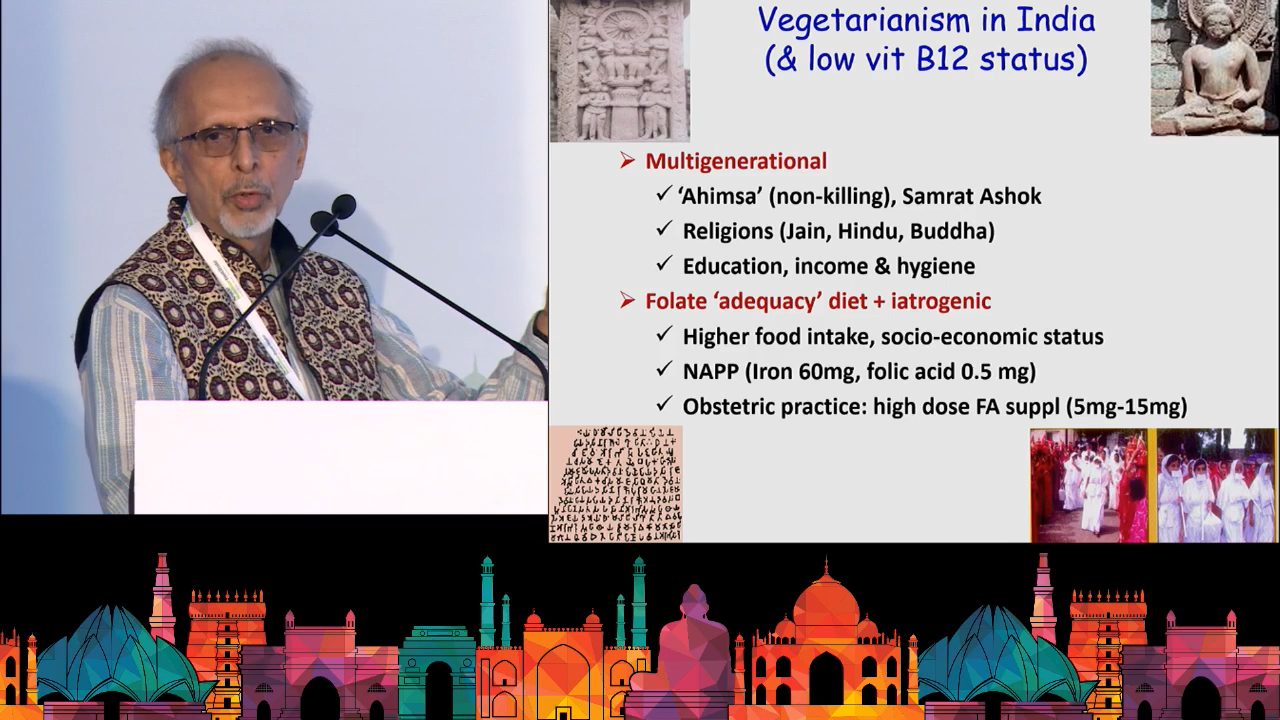 Vegetarianism in India
(& low vit B12 status)
➢ Multigenerational
✓ ‘Ahimsa’ (non-killing), Samrat Ashok
✓ Religions (Jain, Hindu, Buddha)
✓ Education, income & hygiene
➢ Folate ‘adequacy’ diet + iatrogenic
✓ Higher food intake, socio-economic status
✓ NAPP (Iron 60mg, folic acid 0.5 mg)
✓ Obstetric practice: high dose FA suppl (5mg-15mg)